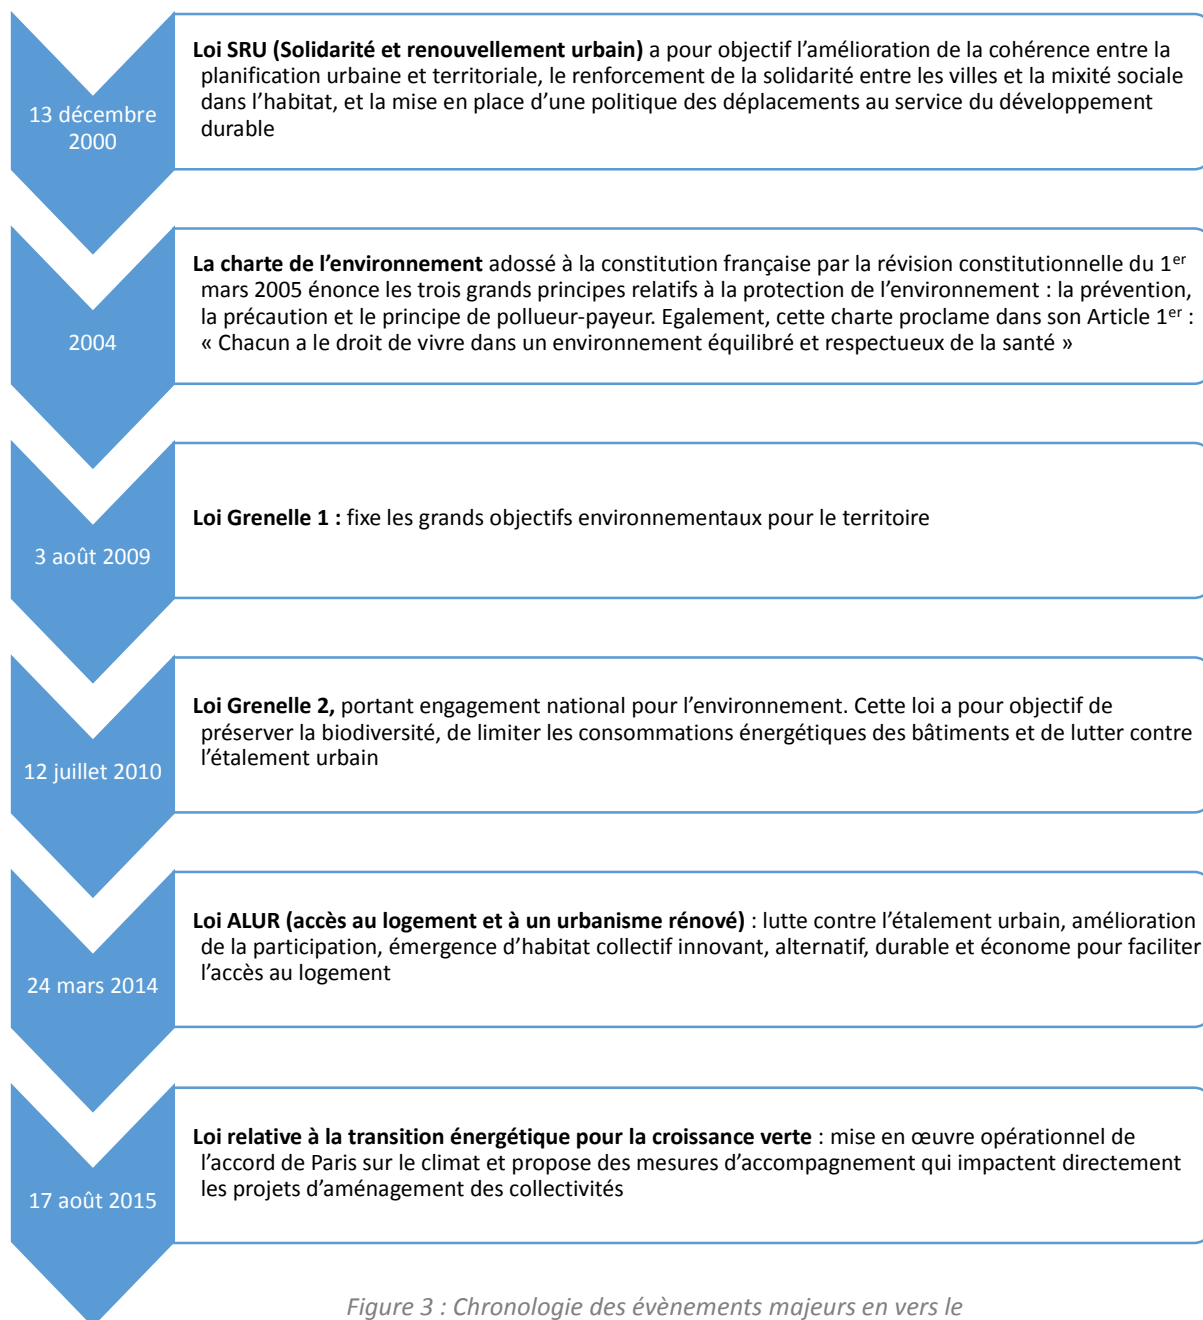 13 décembre
2000
Loi SRU (Solidarité et renouvellement urbain) a pour objectif l’amélioration de la cohérence entre la
planification urbaine et territoriale, le renforcement de la solidarité entre les villes et la mixité sociale
dans l’habitat, et la mise en place d’une politique des déplacements au service du développement
durable
2004
La charte de l’environnement adossé à la constitution française par la révision constitutionnelle du 1er
mars 2005 énonce les trois grands principes relatifs à la protection de l’environnement : la prévention,
la précaution et le principe de pollueur-payeur. Egalement, cette charte proclame dans son Article 1er :
« Chacun a le droit de vivre dans un environnement équilibré et respectueux de la santé »
3 août 2009
Loi Grenelle 1 : fixe les grands objectifs environnementaux pour le territoire
12 juillet 2010
Loi Grenelle 2, portant engagement national pour l’environnement. Cette loi a pour objectif de
préserver la biodiversité, de limiter les consommations énergétiques des bâtiments et de lutter contre
l’étalement urbain
24 mars 2014
Loi ALUR (accès au logement et à un urbanisme rénové) : lutte contre l’étalement urbain, amélioration
de la participation, émergence d’habitat collectif innovant, alternatif, durable et économe pour faciliter
l’accès au logement
17 août 2015
Loi relative à la transition énergétique pour la croissance verte : mise en œuvre opérationnel de
l’accord de Paris sur le climat et propose des mesures d’accompagnement qui impactent directement
les projets d’aménagement des collectivités
Figure 3 : Chronologie des évènements majeurs en vers le